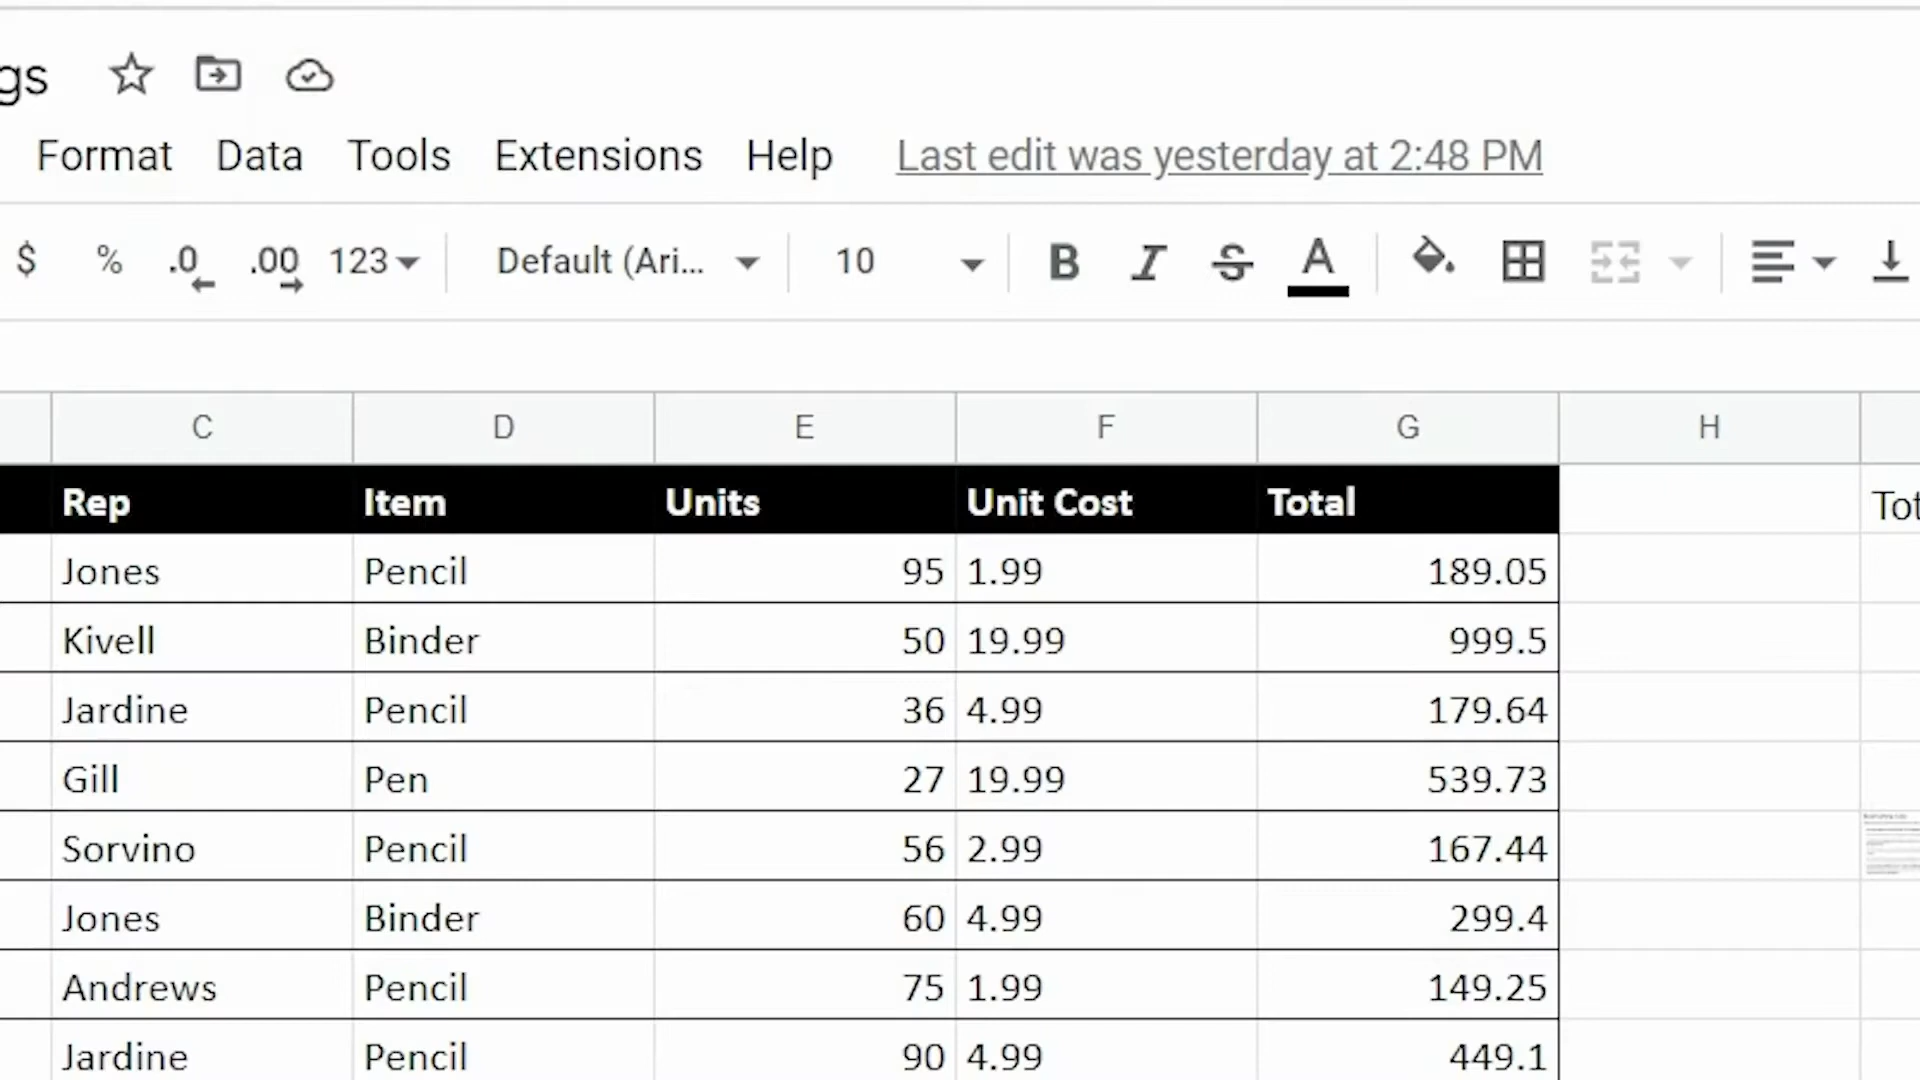 gs
Format Data Tools Extensions Help Last edit was yesterday at 2:48 PM
$ % .0 .00 123 Default (Ari... 10 B I S A
C D E F G H
Rep Item Units Unit Cost Total Tot
Jones Pencil 95 1.99 189.05
Kivell Binder 50 19.99 999.5
Jardine Pencil 36 4.99 179.64
Gill Pen 27 19.99 539.73
Sorvino Pencil 56 2.99 167.44
Jones Binder 60 4.99 299.4
Andrews Pencil 75 1.99 149.25
Jardine Pencil 90 4.99 449.1